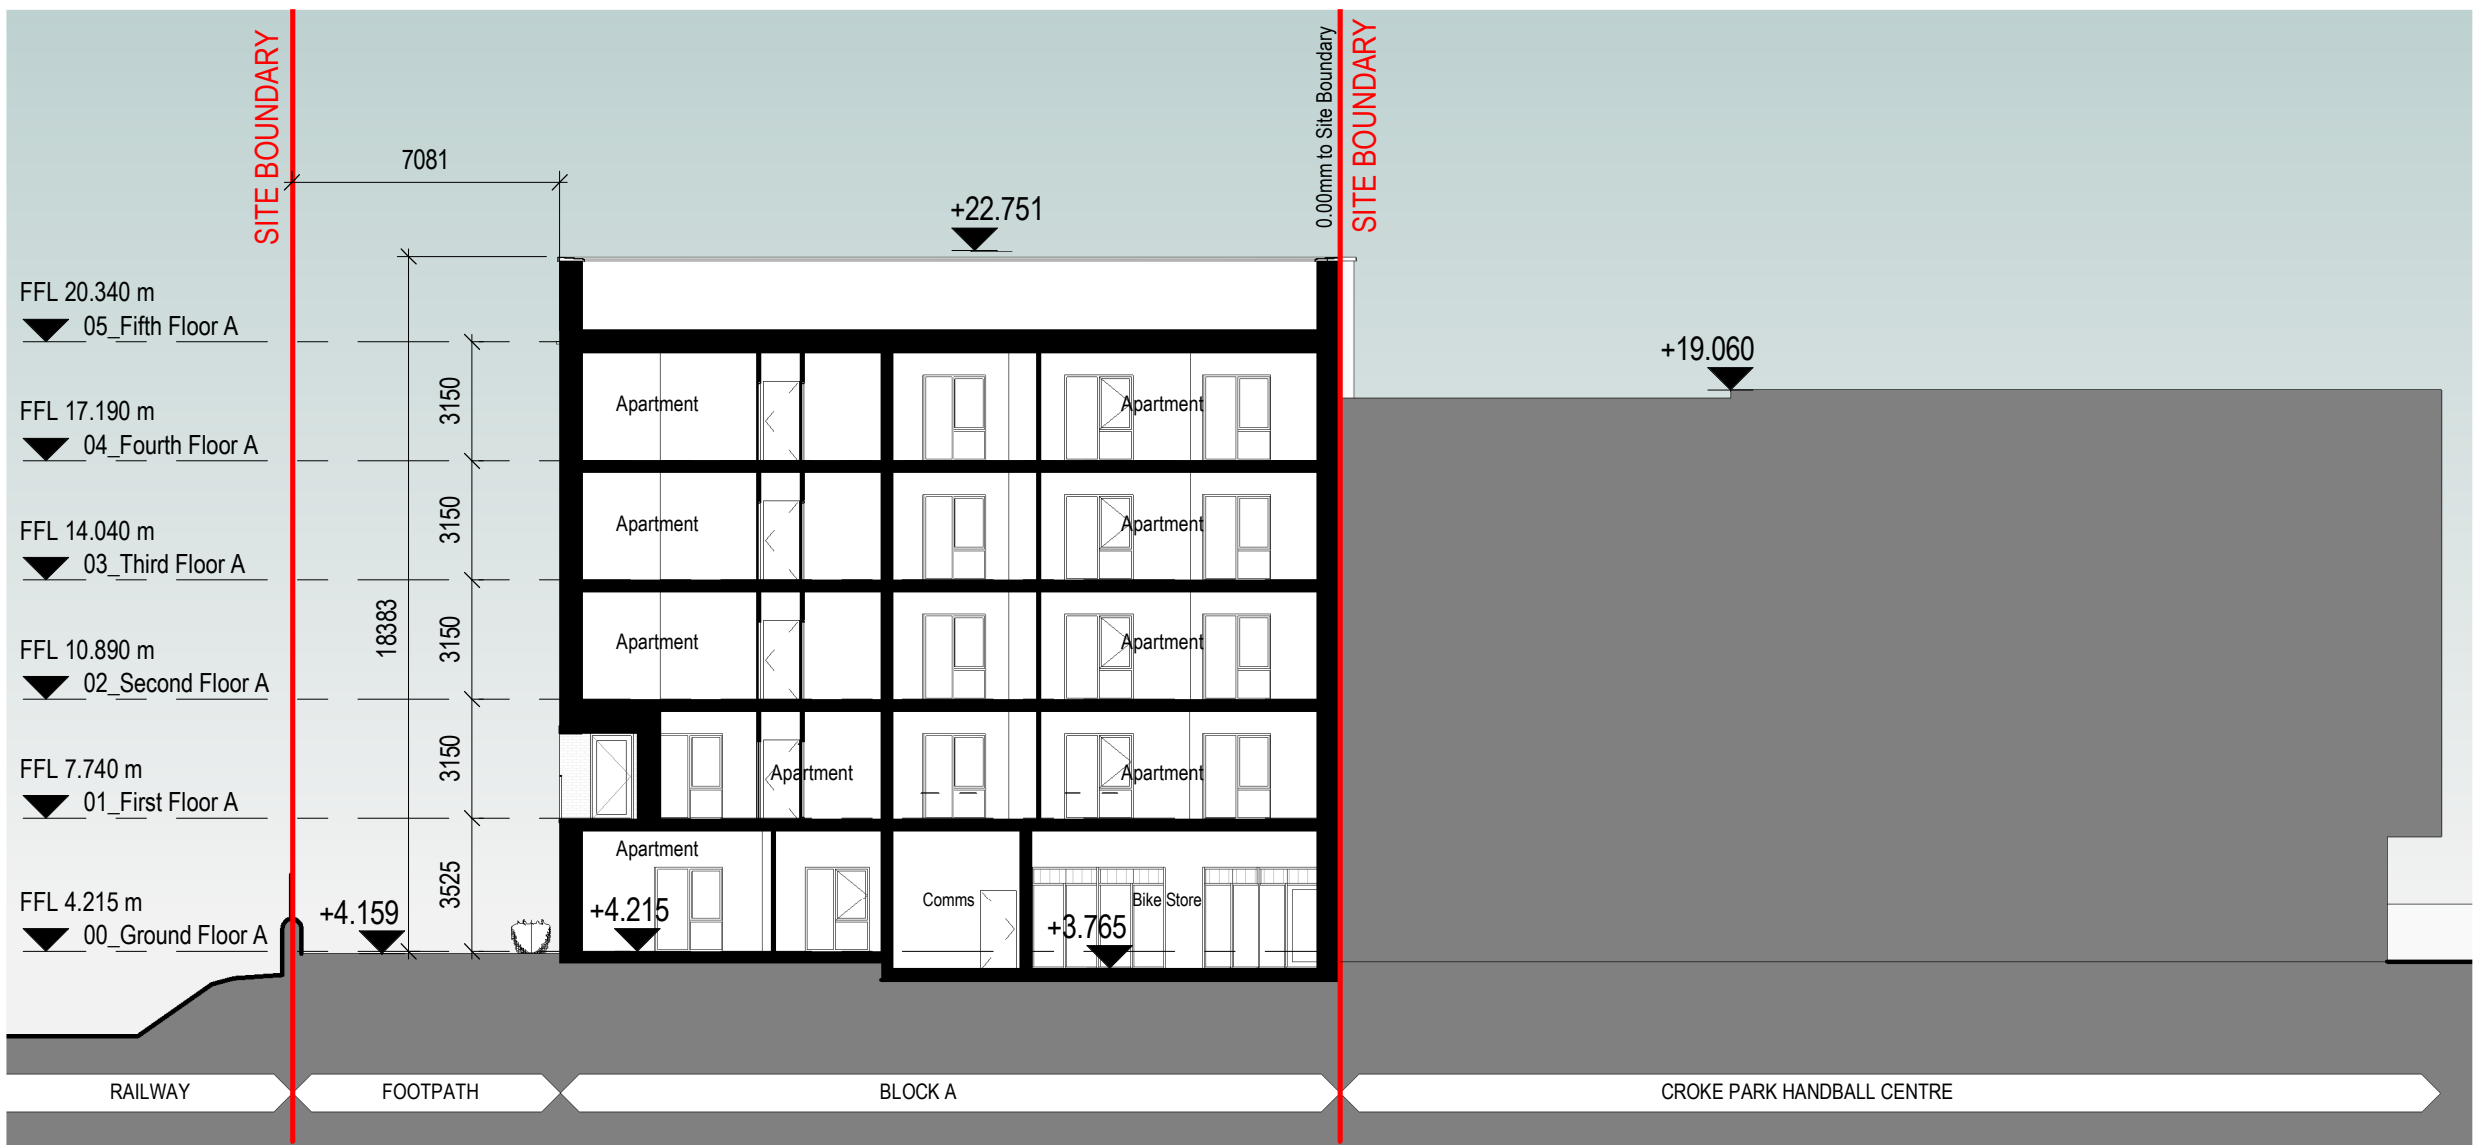 SITE BOUNDARY
0.00mm to Site Boundary
SITE BOUNDARY
7081
+22.751
FFL 20.340 m
05_Fifth Floor A
+19.060
FFL 17.190 m
04_Fourth Floor A
3150
Apartment
Apartment
FFL 14.040 m
03_Third Floor A
3150
Apartment
Apartment
18383
FFL 10.890 m
02_Second Floor A
3150
Apartment
Apartment
FFL 7.740 m
01_First Floor A
3150
Apartment
Apartment
3525
Apartment
FFL 4.215 m
00_Ground Floor A
+4.159
+4.215
Comms
Bike Store
+3.765
RAILWAY
FOOTPATH
BLOCK A
CROKE PARK HANDBALL CENTRE